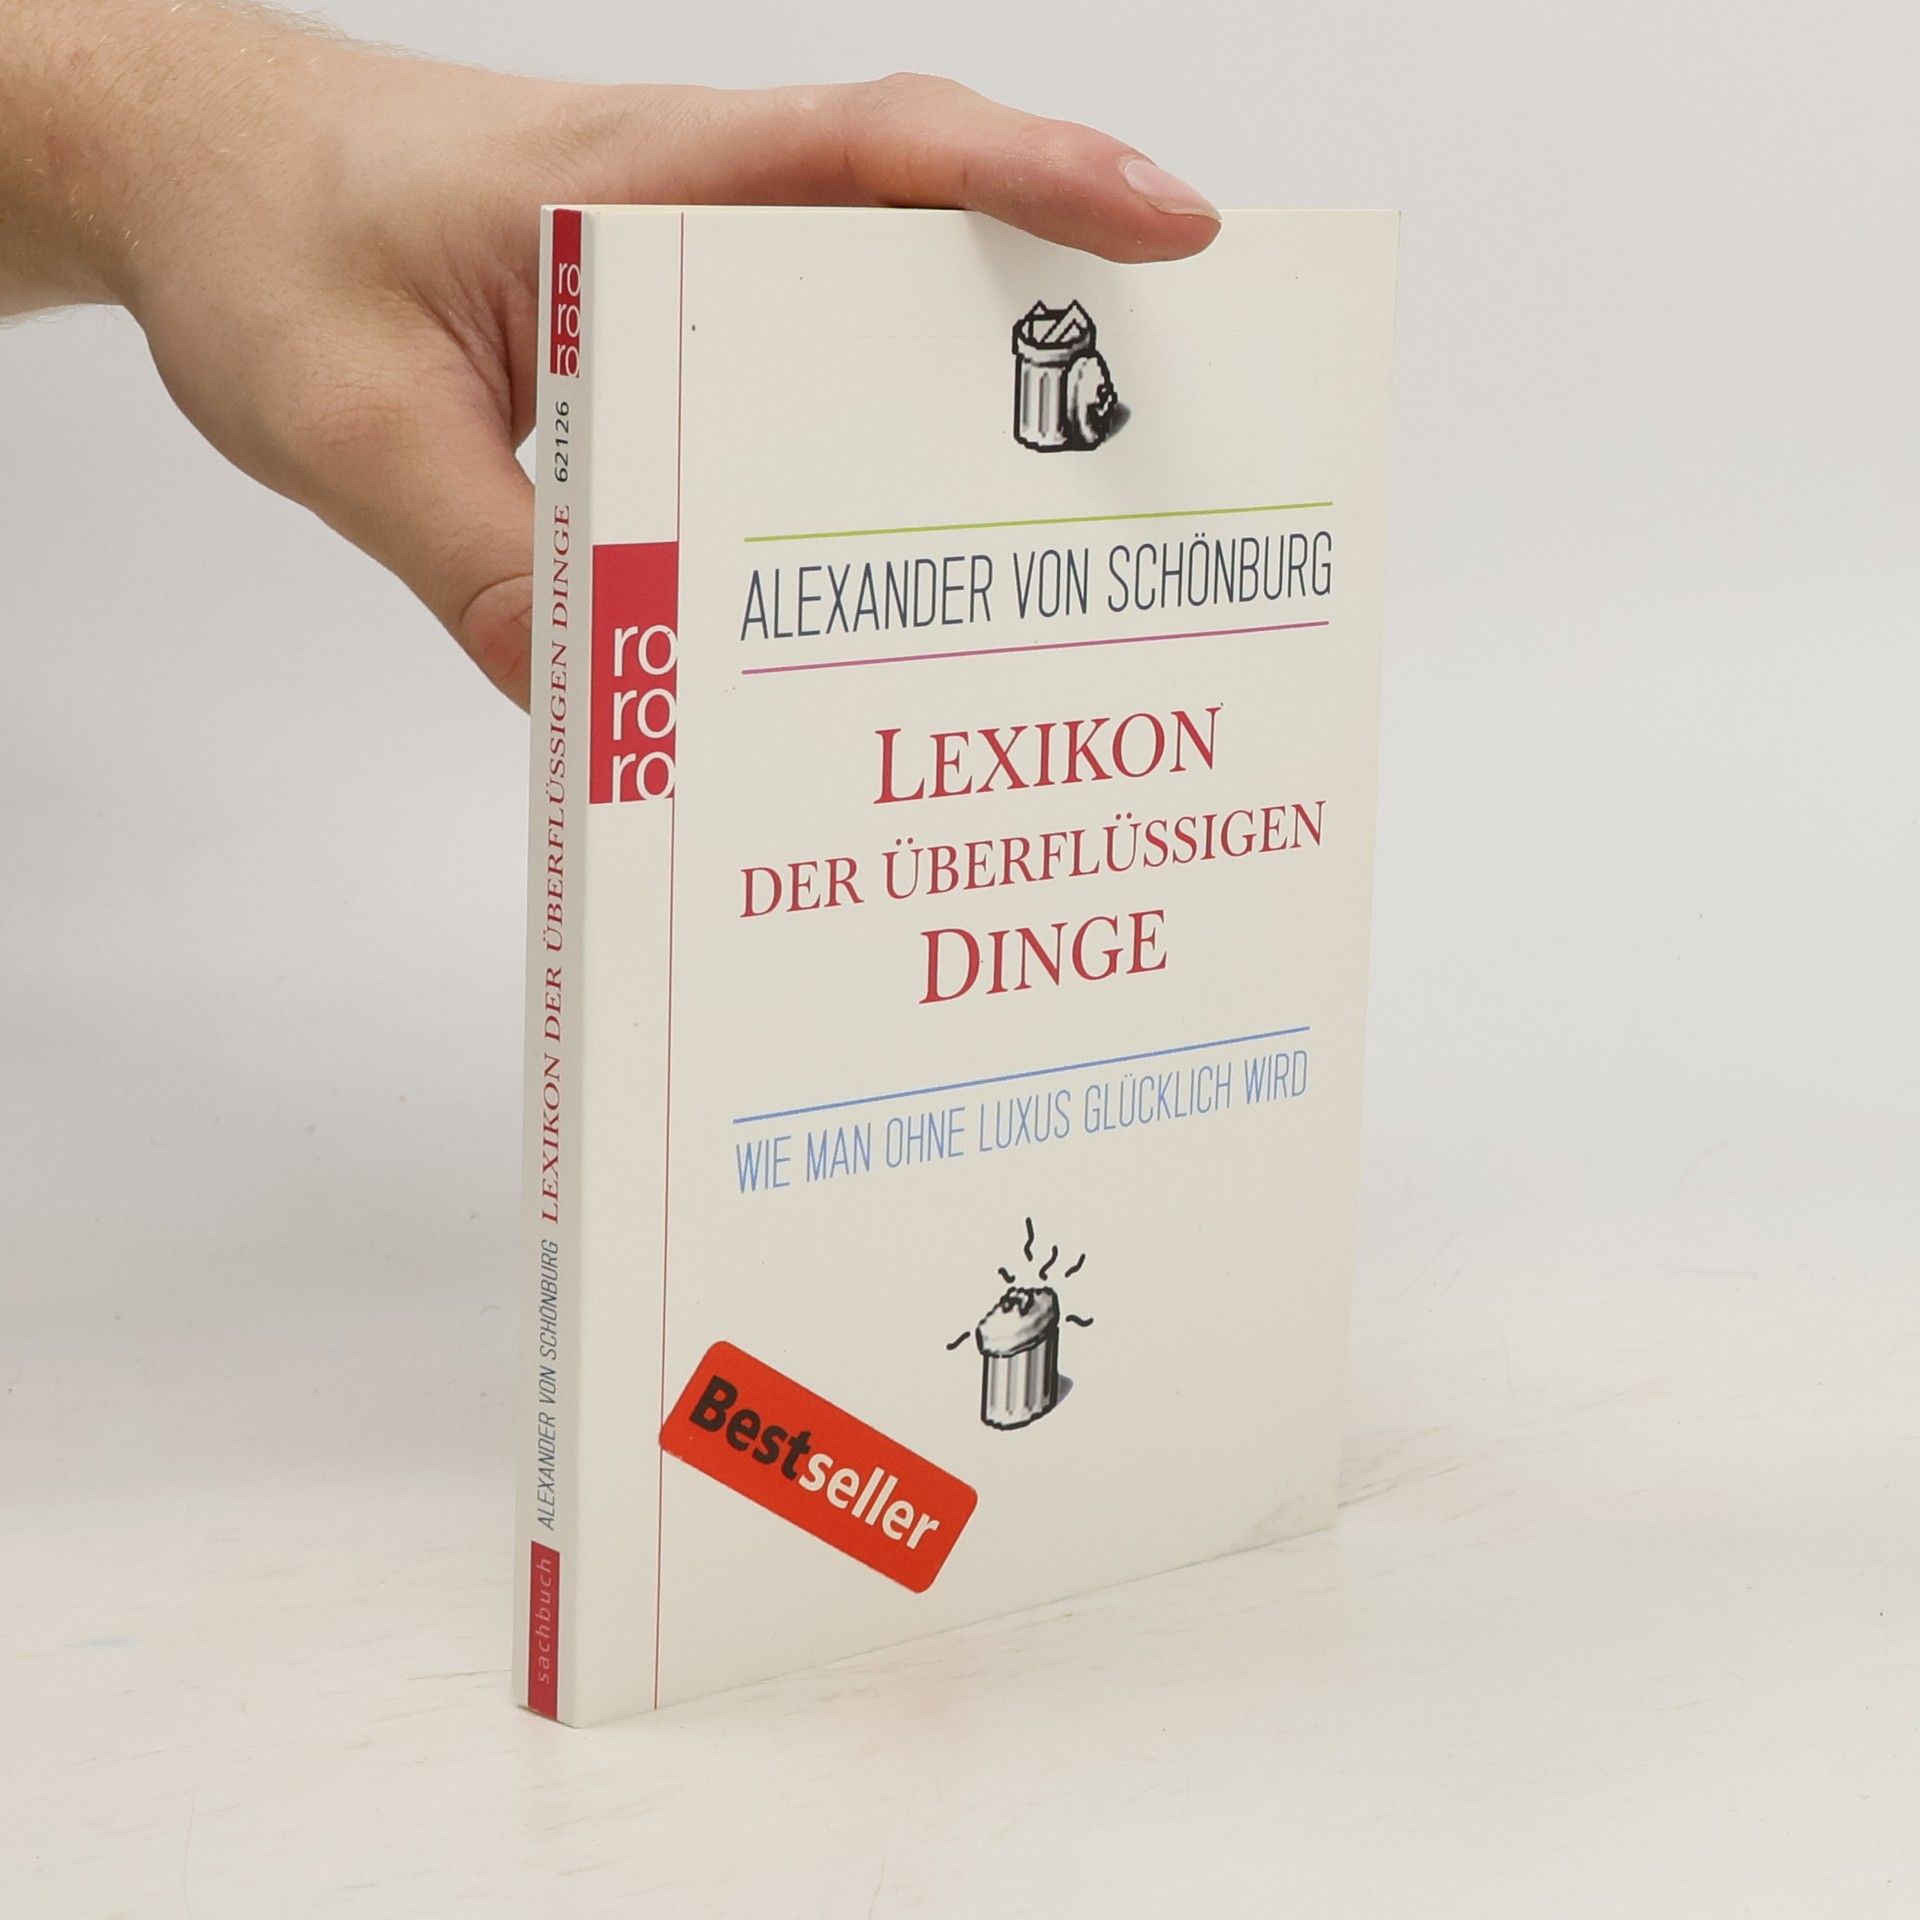 ro
ro
ro
62126
LEXIKON DER ÜBERFLÜSSIGEN DINGE
ALEXANDER VON SCHÖNBURG
sachbuch
ro
ro
ro
ALEXANDER VON SCHÖNBURG
LEXIKON
DER ÜBERFLÜSSIGEN
DINGE
WIE MAN OHNE LUXUS GLÜCKLICH WIRD
Bestseller